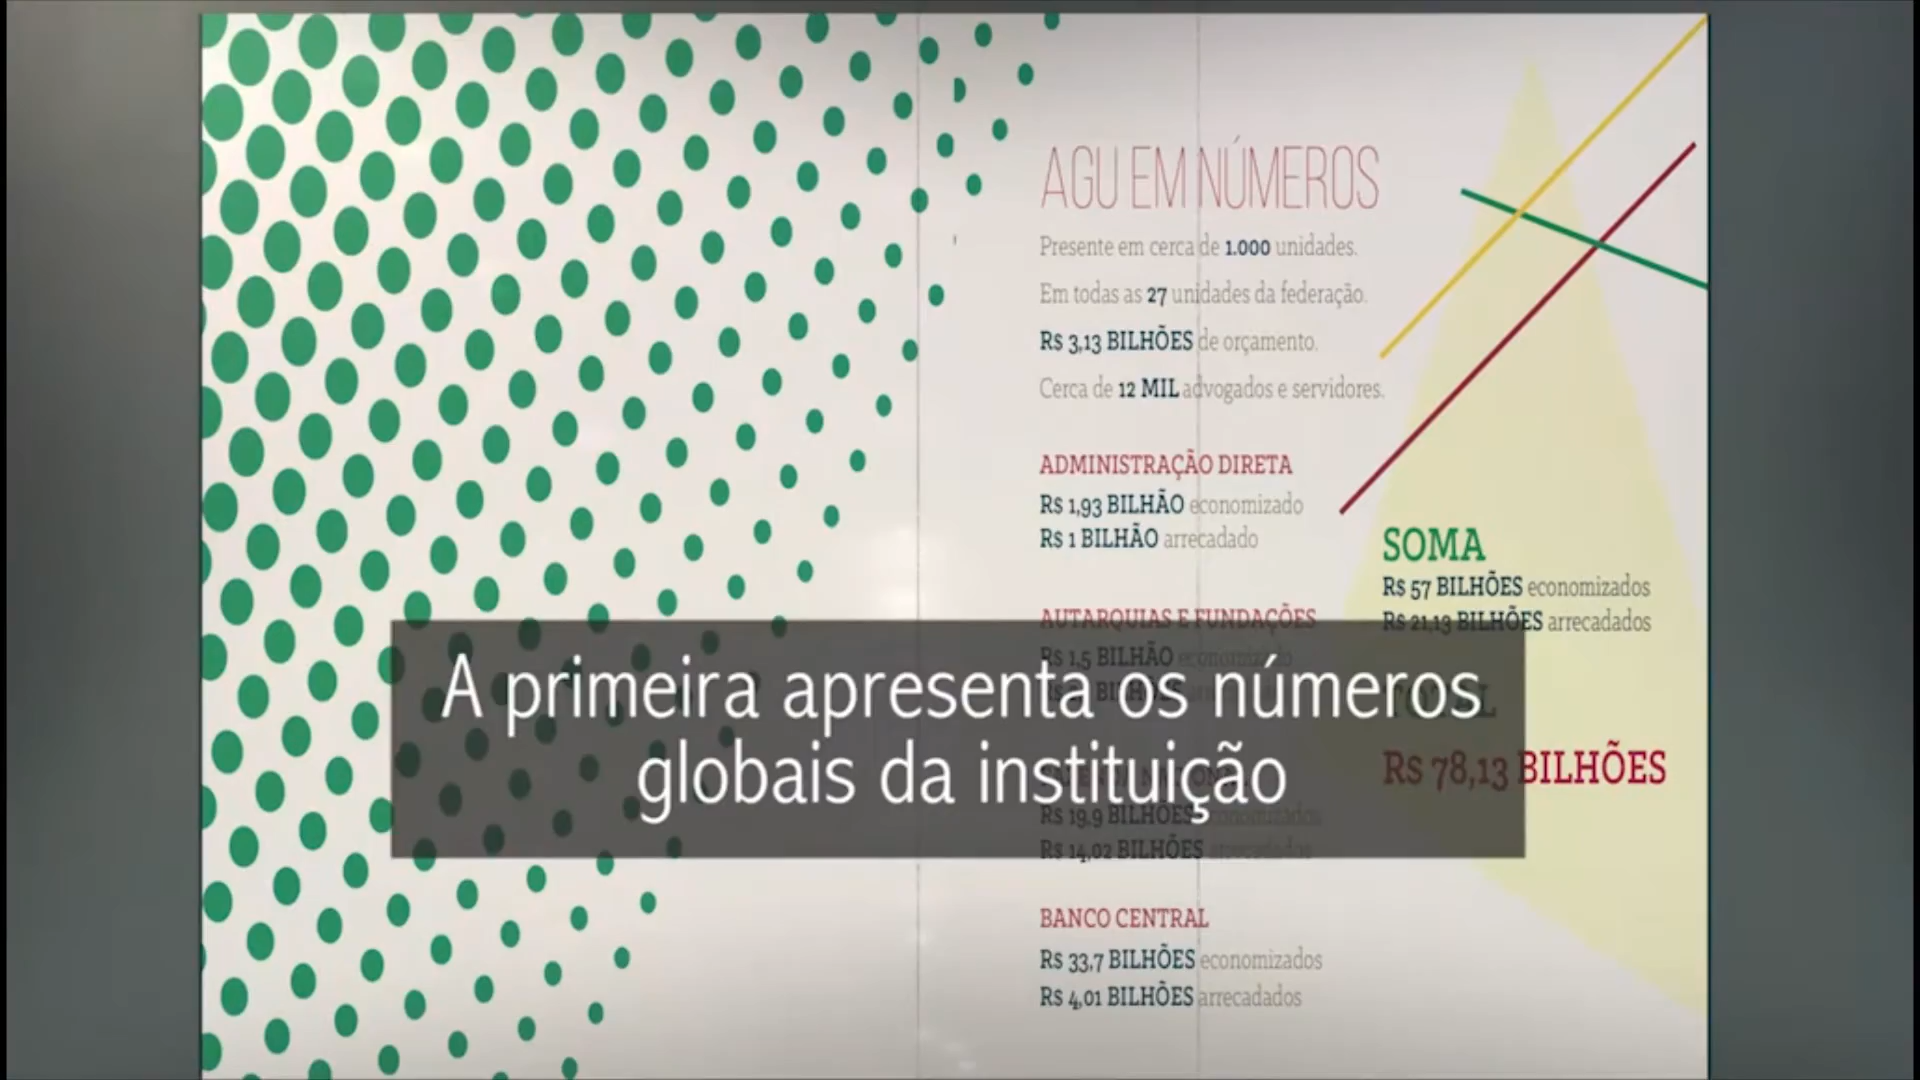 AGU EM NÚMEROS
Presente em cerca de 1.000 unidades.
Em todas as 27 unidades da federação.
R$ 3,13 BILHÕES de orçamento.
Cerca de 12 MIL advogados e servidores.
ADMINISTRAÇÃO DIRETA
R$ 1,93 BILHÃO economizado
R$ 1 BILHÃO arrecadado
AUTARQUIAS E FUNDAÇÕES
R$ 1,5 BILHÃO economizado
R$ 19,9 BILHÕES economizados
R$ 14,02 BILHÕES arrecadados
BANCO CENTRAL
R$ 33,7 BILHÕES economizados
R$ 4,01 BILHÕES arrecadados
SOMA
R$ 57 BILHÕES economizados
R$ 21,13 BILHÕES arrecadados
TOTAL
R$ 78,13 BILHÕES
A primeira apresenta os números
globais da instituição